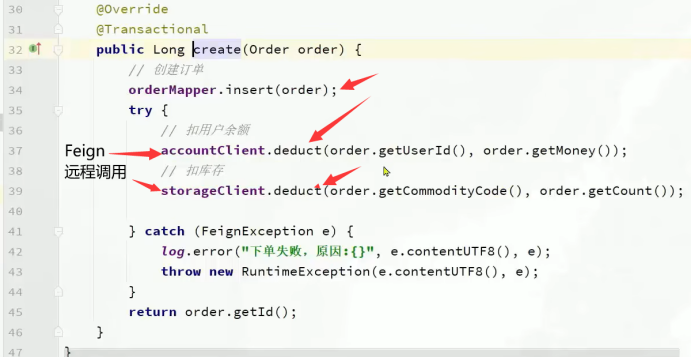 30 @Override
31 @Transactional
32 public Long create(Order order) {
33 // 创建订单
34 orderMapper.insert(order);
35 try {
36 // 扣用户余额
37 accountClient.deduct(order.getUserId(), order.getMoney());
Feign
远程调用
38 // 扣库存
39 storageClient.deduct(order.getCommodityCode(), order.getCount());
40
41 } catch (FeignException e) {
42 log.error("下单失败，原因:{}", e.contentUTF8(), e);
43 throw new RuntimeException(e.contentUTF8(), e);
44 }
45 return order.getId();
46 }
47 }